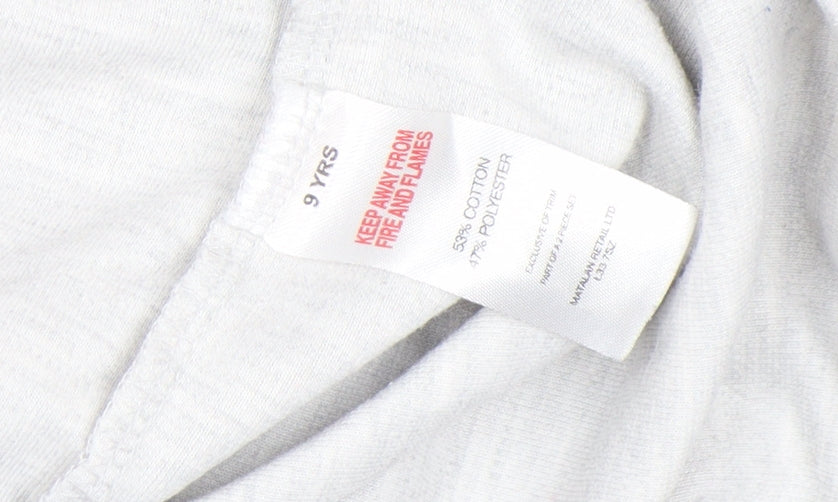 9 YRS
KEEP AWAY FROM
FIRE AND FLAMES
53% COTTON
47% POLYESTER
EXCLUSIVE OF TRIM
PART OF A 2 PIECE SET
MATALAN RETAIL LTD.
L33 7SZ